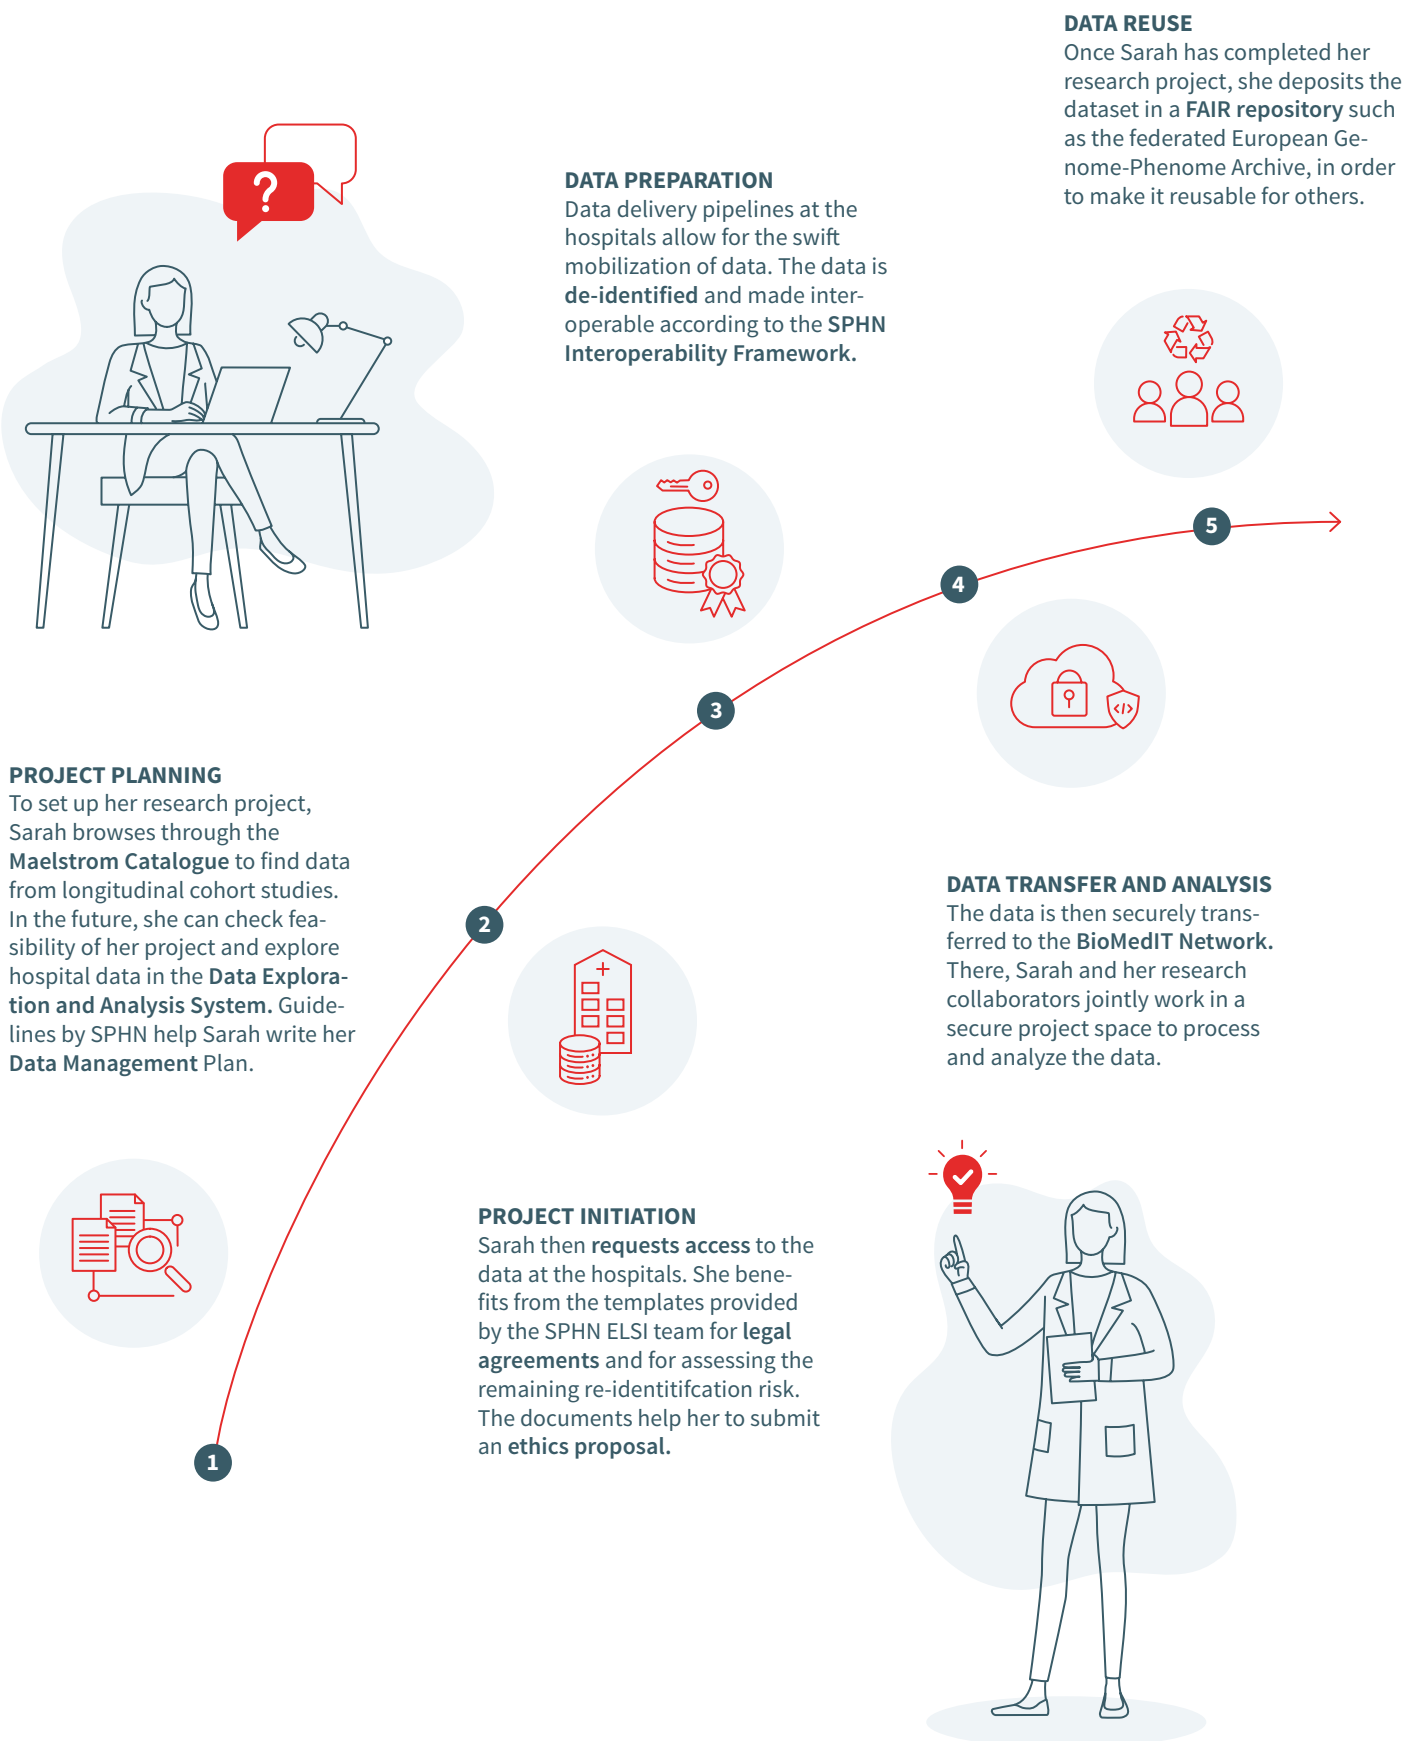 ?
PROJECT PLANNING
To set up her research project,
Sarah browses through the
Maelstrom Catalogue to find data
from longitudinal cohort studies.
In the future, she can check fea-
sibility of her project and explore
hospital data in the Data Explora-
tion and Analysis System. Guide-
lines by SPHN help Sarah write her
Data Management Plan.
1
2
PROJECT INITIATION
Sarah then requests access to the
data at the hospitals. She bene-
fits from the templates provided
by the SPHN ELSI team for legal
agreements and for assessing the
remaining re-identitifcation risk.
The documents help her to submit
an ethics proposal.
DATA PREPARATION
Data delivery pipelines at the
hospitals allow for the swift
mobilization of data. The data is
de-identified and made inter-
operable according to the SPHN
Interoperability Framework.
3
4
</>
DATA TRANSFER AND ANALYSIS
The data is then securely trans-
ferred to the BioMedIT Network.
There, Sarah and her research
collaborators jointly work in a
secure project space to process
and analyze the data.
DATA REUSE
Once Sarah has completed her
research project, she deposits the
dataset in a FAIR repository such
as the federated European Ge-
nome-Phenome Archive, in order
to make it reusable for others.
5